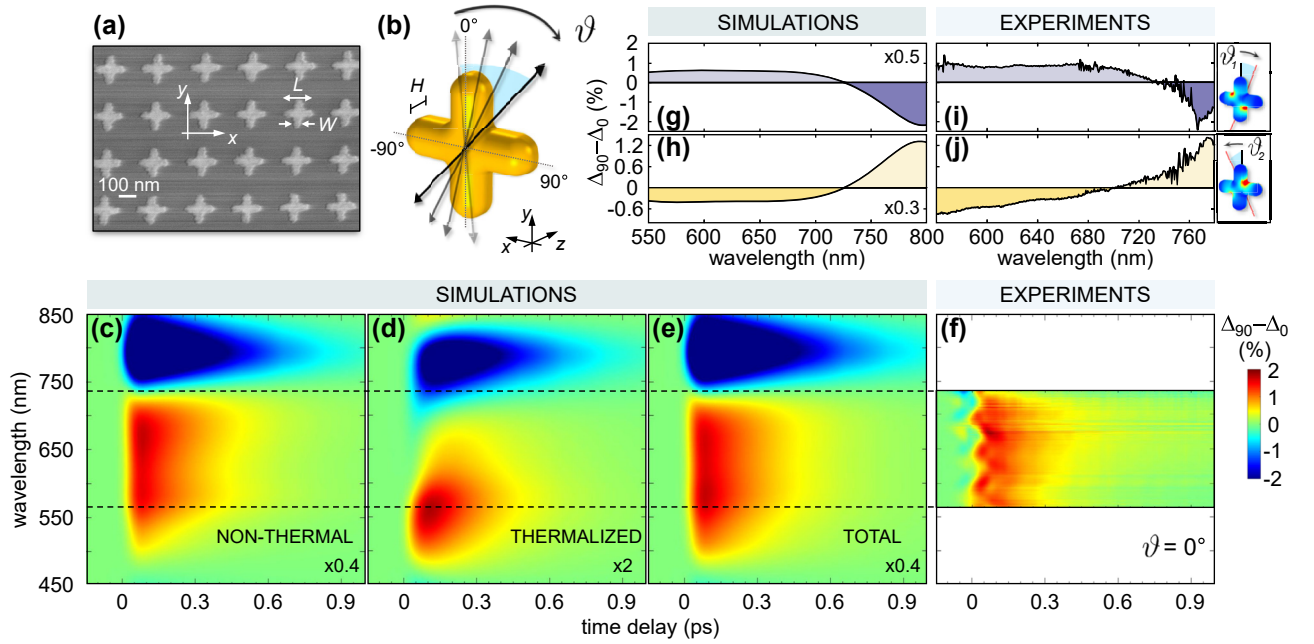 (a)
y
x
L
W
100 nm
(b)
0°
ϑ
H
-90°
90°
y
x
z
SIMULATIONS
EXPERIMENTS
Δ90−Δ0 (%)
2
1
0
-1
-2
x0.5
(g)
(i)
ϑ1
1.2
0.6
0
-0.6
(h)
x0.3
(j)
ϑ2
550 600 650 700 750 800
600 640 680 720 760
wavelength (nm)
wavelength (nm)
SIMULATIONS
EXPERIMENTS
wavelength (nm)
850
750
650
550
450
(c)
NON-THERMAL
x0.4
(d)
THERMALIZED
x2
(e)
TOTAL
x0.4
(f)
ϑ = 0°
Δ90−Δ0
(%)
2
1
0
-1
-2
0 0.3 0.6 0.9
0 0.3 0.6 0.9
0 0.3 0.6 0.9
0 0.3 0.6 0.9
time delay (ps)